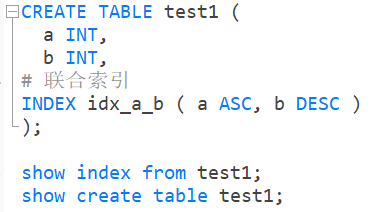 CREATE TABLE test1 (
a INT,
b INT,
# 联合索引
INDEX idx_a_b ( a ASC, b DESC )
);
show index from test1;
show create table test1;